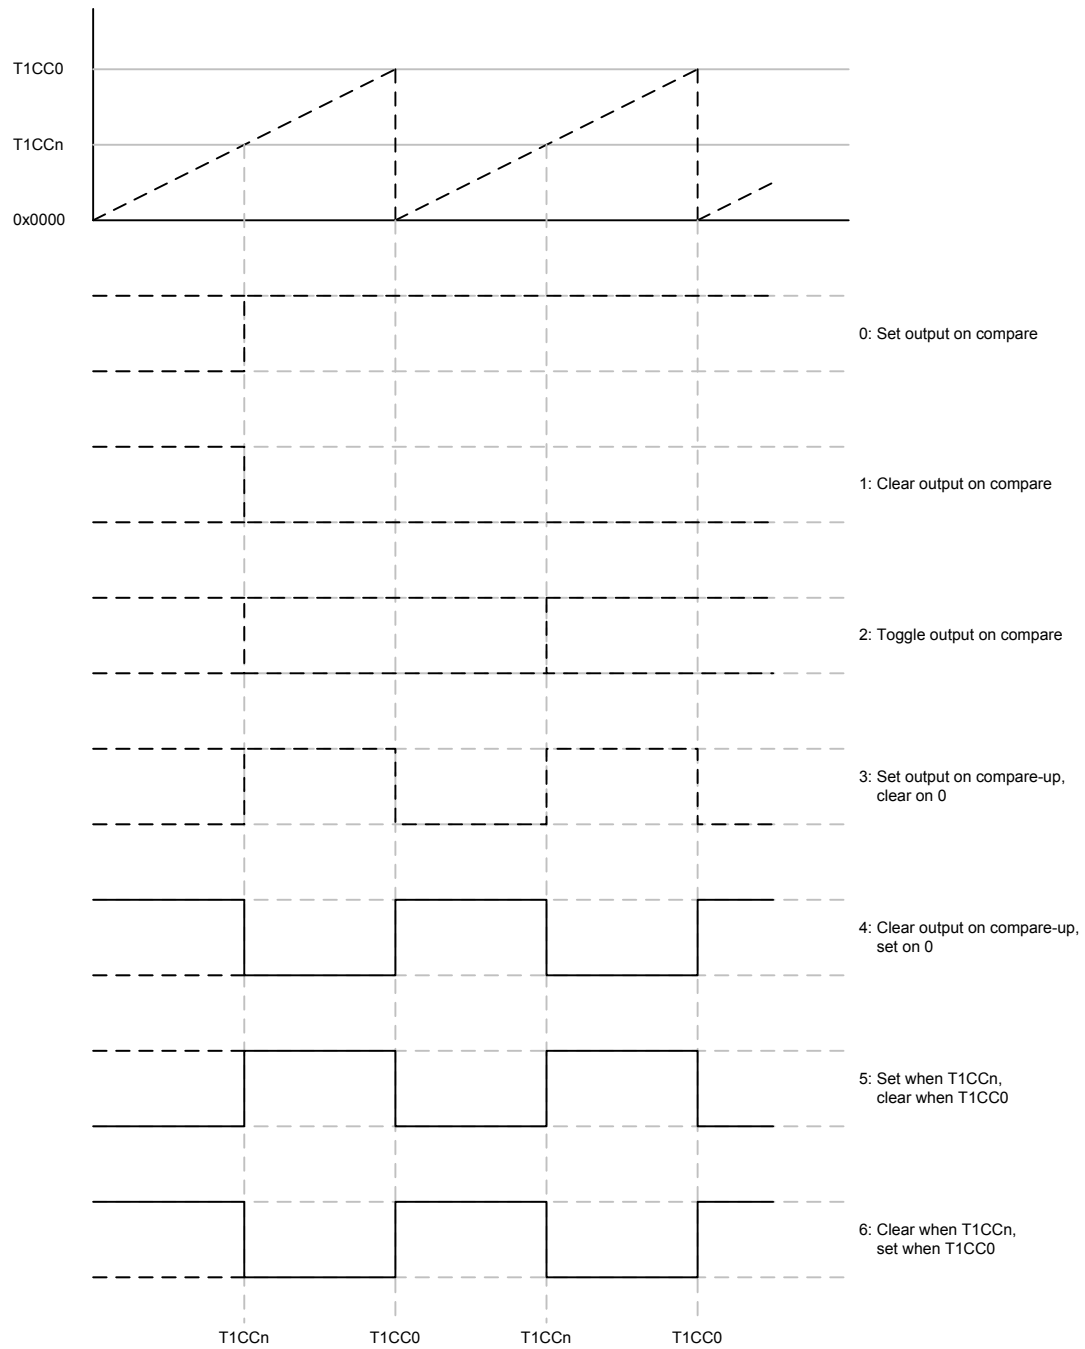 T1CC0
T1CCn
0x0000
0: Set output on compare
1: Clear output on compare
2: Toggle output on compare
3: Set output on compare-up,
clear on 0
4: Clear output on compare-up,
set on 0
5: Set when T1CCn,
clear when T1CC0
6: Clear when T1CCn,
set when T1CC0
T1CCn T1CC0 T1CCn T1CC0